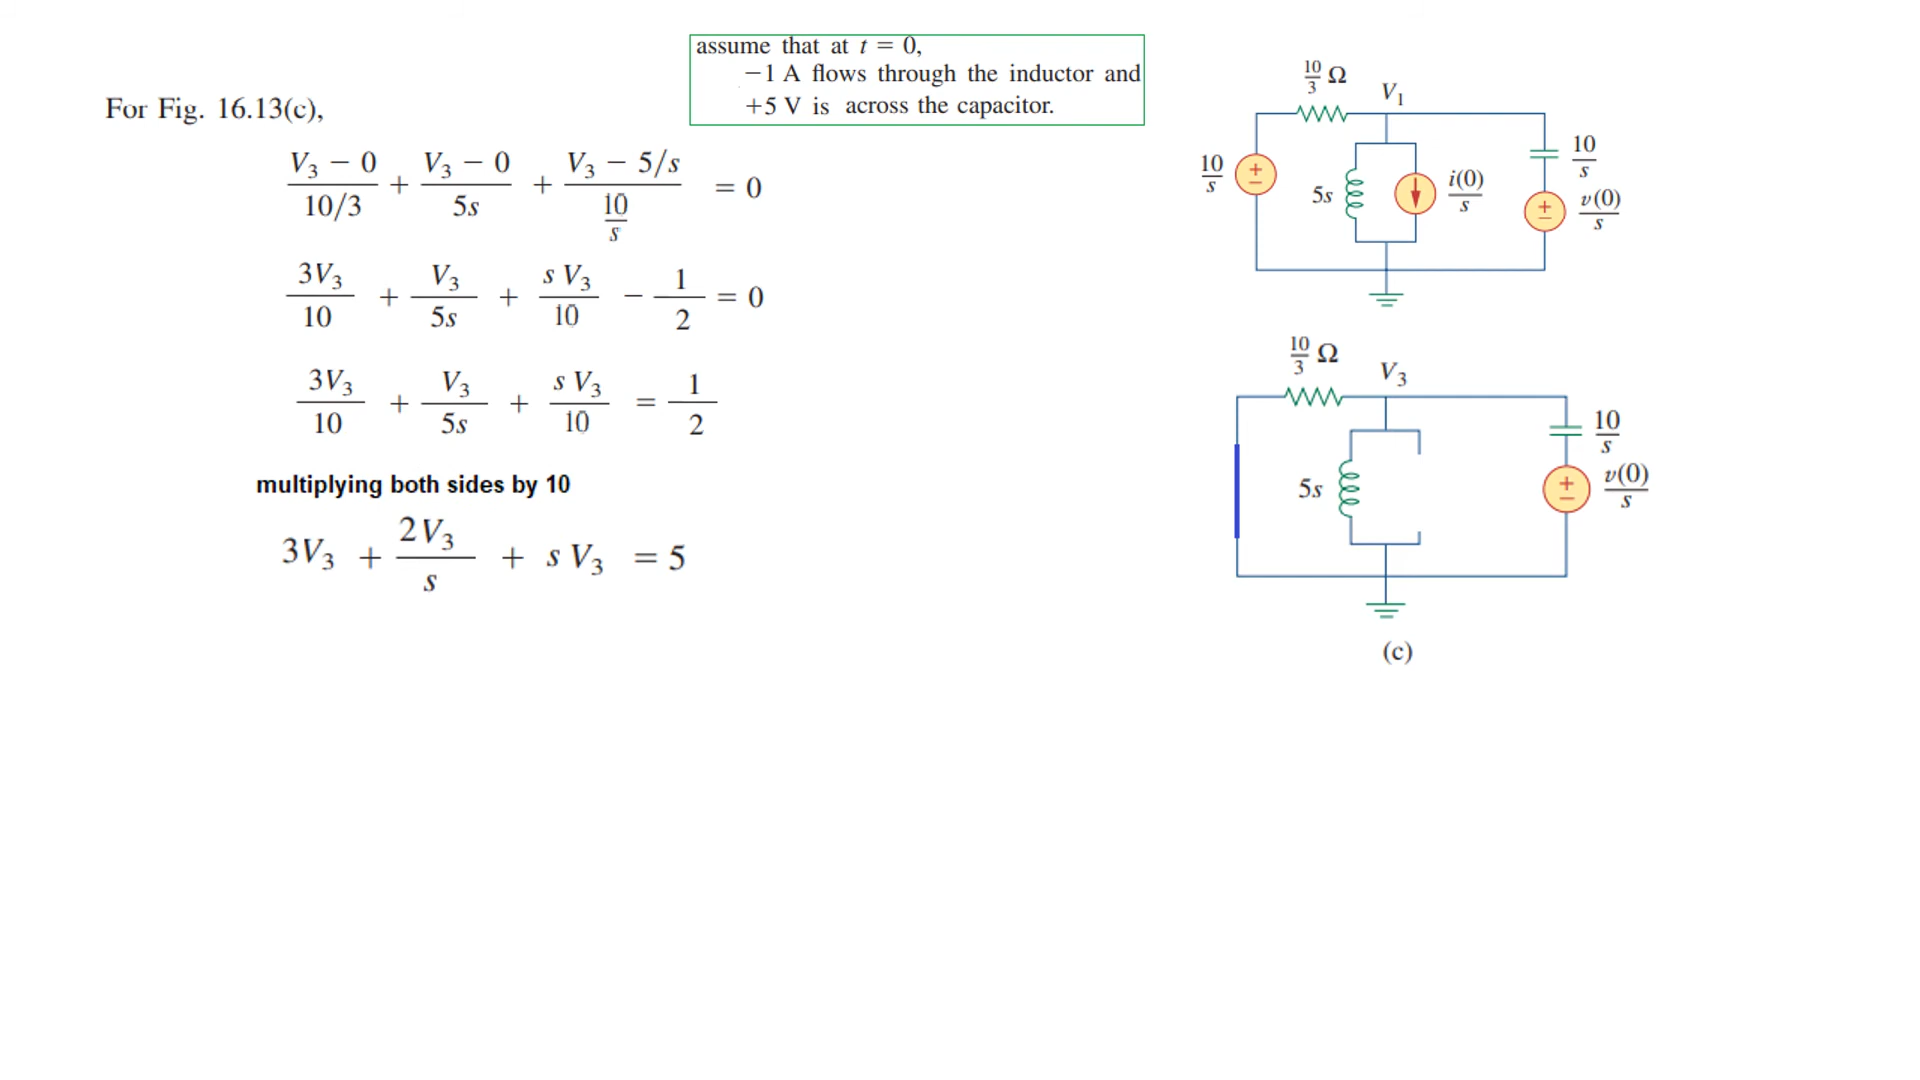 assume that at t = 0,
−1 A flows through the inductor and
+5 V is across the capacitor.
For Fig. 16.13(c),
(V₃ − 0)/(10/3) + (V₃ − 0)/(5s) + (V₃ − 5/s)/(10/s) = 0
3V₃/10 + V₃/5s + s V₃/10 − 1/2 = 0
3V₃/10 + V₃/5s + s V₃/10 = 1/2
multiplying both sides by 10
3V₃ + 2V₃/s + s V₃ = 5
10/3 Ω
V₁
10/s
5s
i(0)/s
10/s
+
−
v(0)/s
+
−
10/3 Ω
V₃
5s
10/s
+
−
v(0)/s
(c)